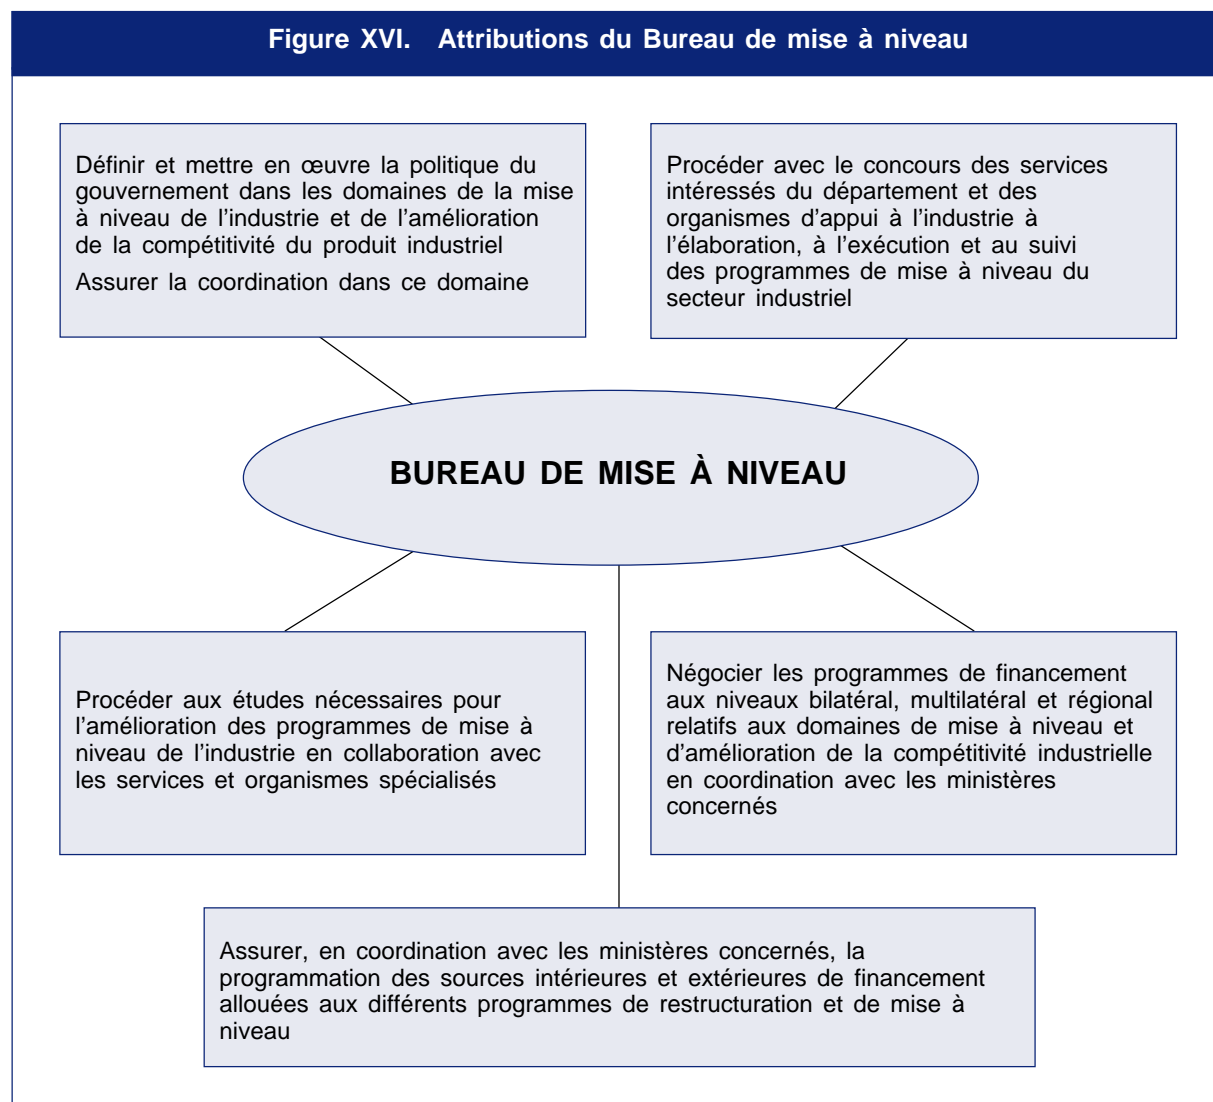 Figure XVI. Attributions du Bureau de mise à niveau
Définir et mettre en œuvre la politique du
gouvernement dans les domaines de la mise
à niveau de l'industrie et de l'amélioration
de la compétitivité du produit industriel
Assurer la coordination dans ce domaine
Procéder avec le concours des services
intéressés du département et des
organismes d'appui à l'industrie à
l'élaboration, à l'exécution et au suivi
des programmes de mise à niveau du
secteur industriel
BUREAU DE MISE À NIVEAU
Procéder aux études nécessaires pour
l'amélioration des programmes de mise à
niveau de l'industrie en collaboration avec
les services et organismes spécialisés
Négocier les programmes de financement
aux niveaux bilatéral, multilatéral et régional
relatifs aux domaines de mise à niveau et
d'amélioration de la compétitivité industrielle
en coordination avec les ministères
concernés
Assurer, en coordination avec les ministères concernés, la
programmation des sources intérieures et extérieures de financement
allouées aux différents programmes de restructuration et de mise à
niveau